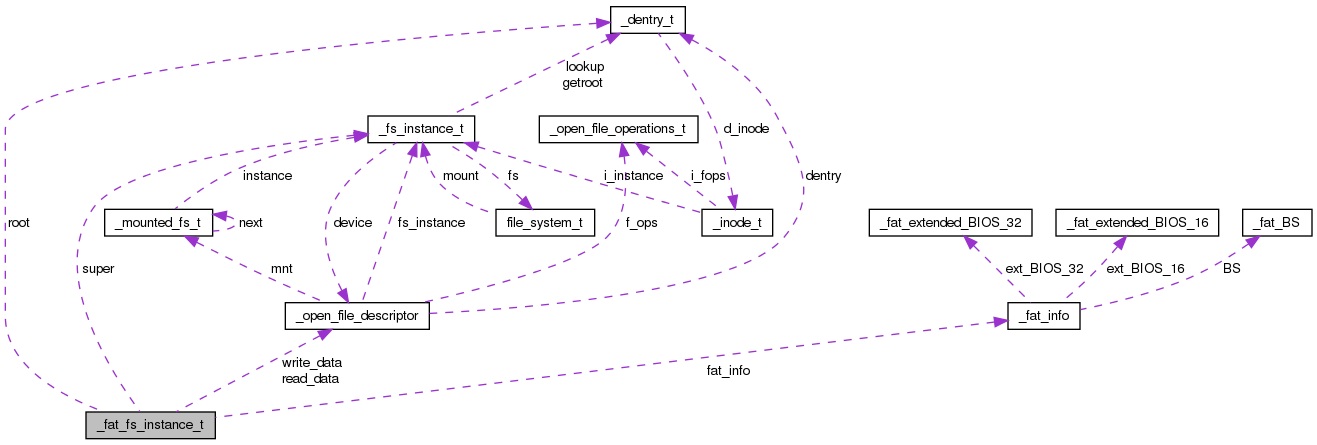 _dentry_t
lookup
getroot
_fs_instance_t
_open_file_operations_t
d_inode
instance
mount
fs
i_instance
i_fops
dentry
root
_mounted_fs_t
next
device
fs_instance
file_system_t
f_ops
_inode_t
_fat_extended_BIOS_32
_fat_extended_BIOS_16
_fat_BS
super
mnt
ext_BIOS_32
ext_BIOS_16
BS
_open_file_descriptor
_fat_info
write_data
read_data
fat_info
_fat_fs_instance_t